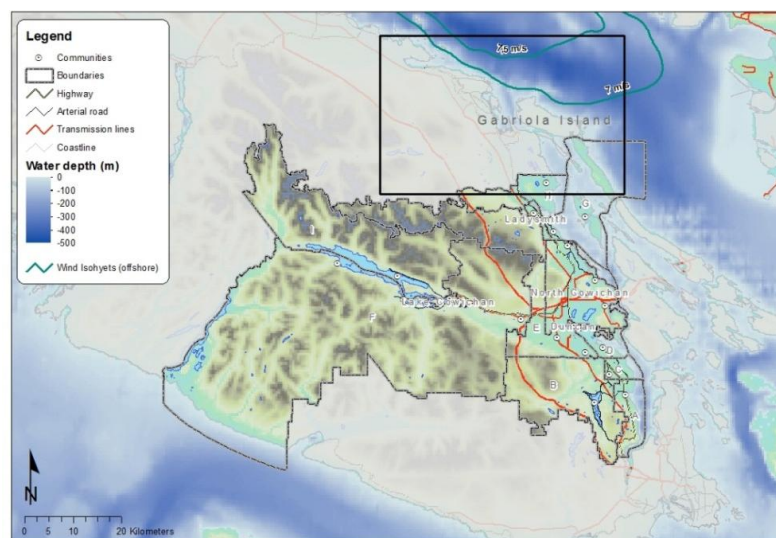 Legend
Communities
Boundaries
Highway
Arterial road
Transmission lines
Coastline
Water depth (m)
0
-100
-200
-300
-400
-500
Wind Isohyets (offshore)
7.5 m/s
7 m/s
Gabriola Island
H
G
Ladysmith
I
Lake Cowichan
North Cowichan
F
E
Duncan
D
B
C
A
N
0 5 10 20 Kilometers